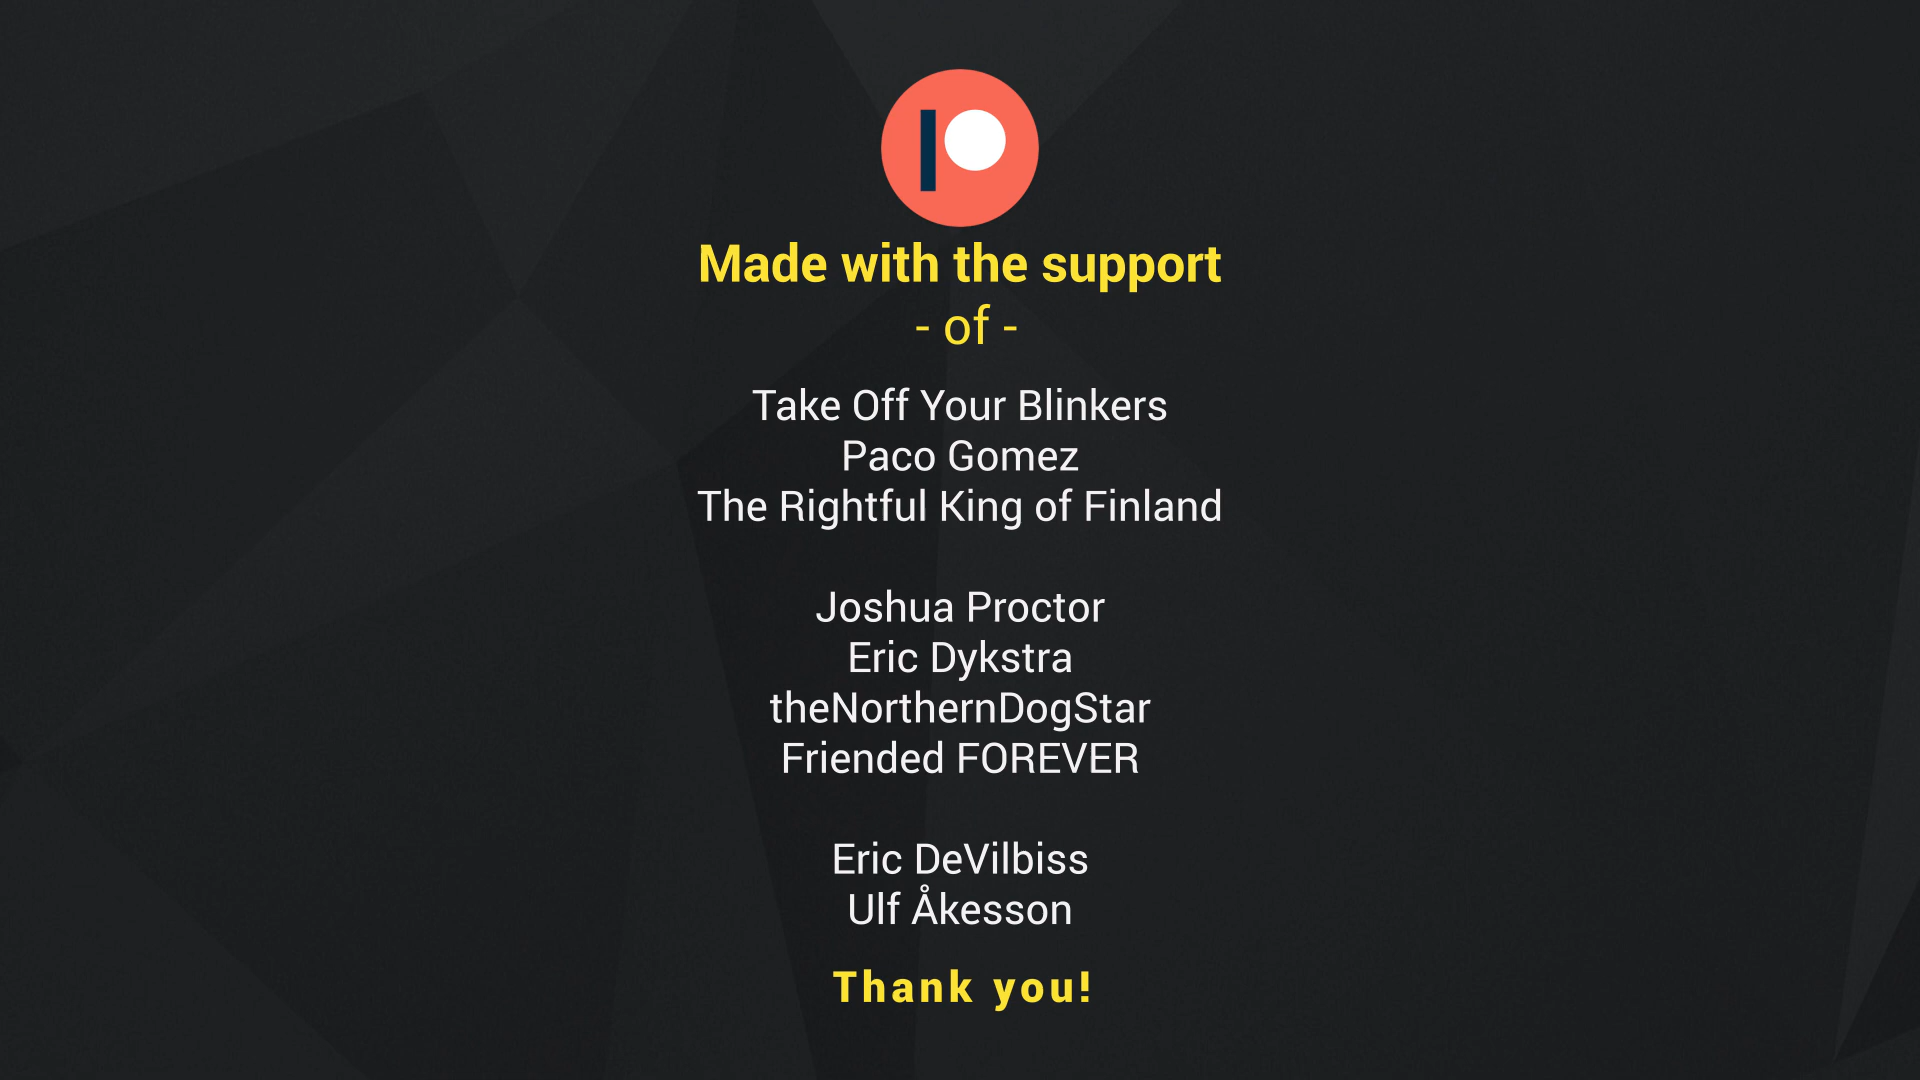 Made with the support
- of -
Take Off Your Blinkers
Paco Gomez
The Rightful King of Finland
Joshua Proctor
Eric Dykstra
theNorthernDogStar
Friended FOREVER
Eric DeVilbiss
Ulf Åkesson
Thank you!